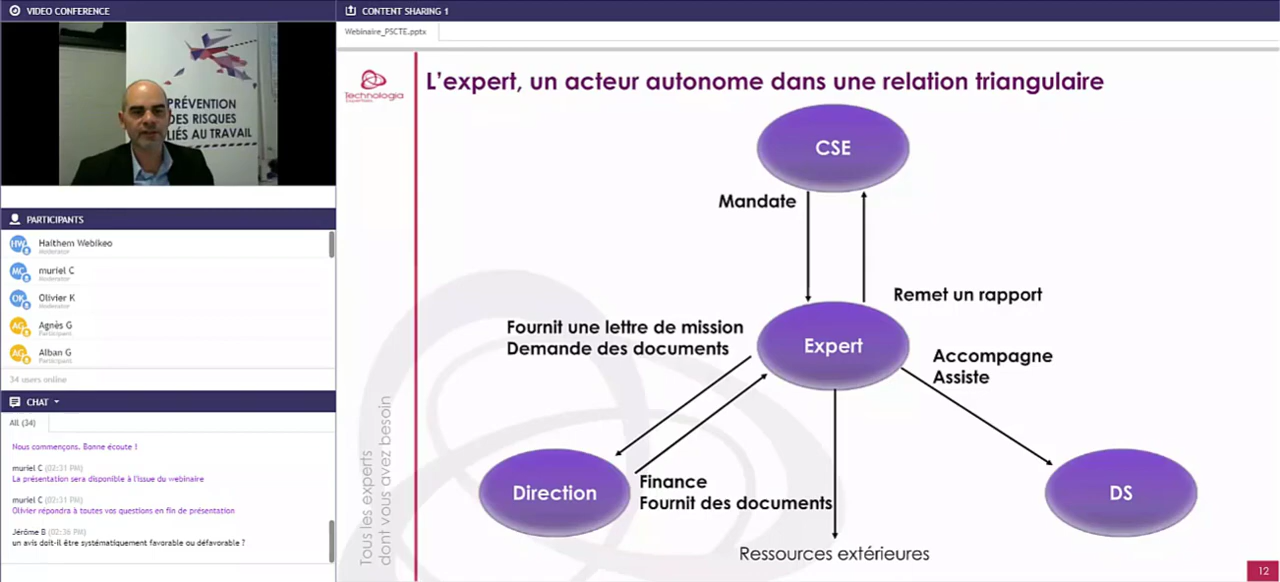 VIDEO CONFERENCE
PRÉVENTION
DES RISQUES
LIÉS AU TRAVAIL
PARTICIPANTS
HW
Haithem Webikeo
Moderator
MC
muriel C
Moderator
OK
Olivier K
Moderator
AG
Agnès G
Participant
AG
Alban G
Participant
34 users online
CHAT
All (34)
Nous commençons. Bonne écoute !
muriel C (02:31 PM)
La présentation sera disponible à l'issue du webinaire
muriel C (02:31 PM)
Olivier répondra à toutes vos questions en fin de présentation
Jérôme B (02:36 PM)
un avis doit-il être systématiquement favorable ou défavorable ?
CONTENT SHARING 1
Webinaire_PSCTE.pptx
Technologia
L'expert, un acteur autonome dans une relation triangulaire
CSE
Mandate
Remet un rapport
Fournit une lettre de mission
Demande des documents
Expert
Accompagne
Assiste
Direction
Finance
Fournit des documents
DS
Ressources extérieures
Tous les experts
dont vous avez besoin
12